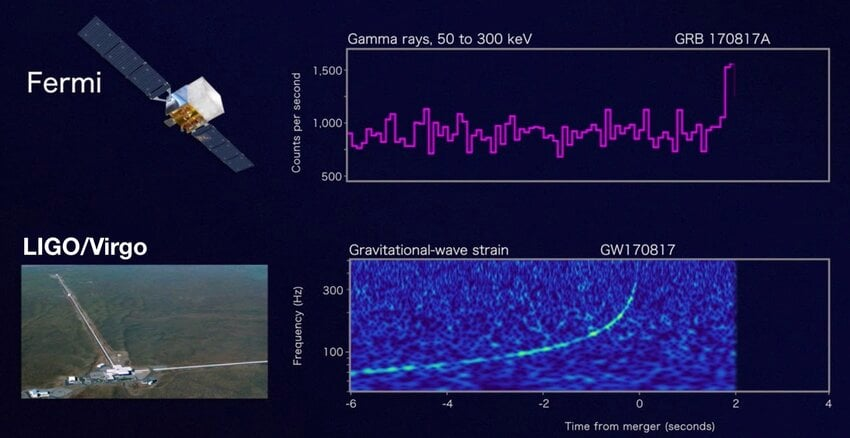 Fermi
Gamma rays, 50 to 300 keV GRB 170817A
Counts per second
1,500
1,000
500
LIGO/Virgo
Gravitational-wave strain GW170817
Frequency (Hz)
300
100
-6 -4 -2 0 2 4
Time from merger (seconds)